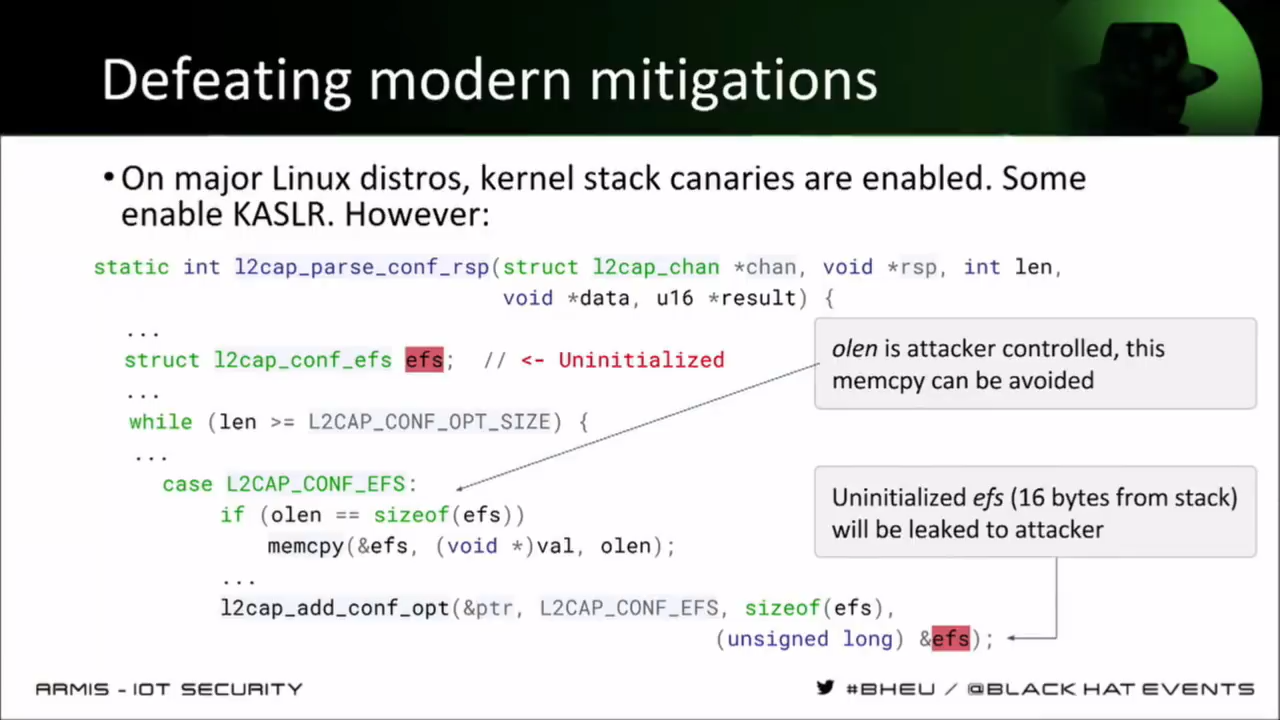 Defeating modern mitigations
• On major Linux distros, kernel stack canaries are enabled. Some
enable KASLR. However:
static int l2cap_parse_conf_rsp(struct l2cap_chan *chan, void *rsp, int len,
void *data, u16 *result) {
...
struct l2cap_conf_efs efs; // <- Uninitialized
...
while (len >= L2CAP_CONF_OPT_SIZE) {
...
case L2CAP_CONF_EFS:
if (olen == sizeof(efs))
memcpy(&efs, (void *)val, olen);
...
l2cap_add_conf_opt(&ptr, L2CAP_CONF_EFS, sizeof(efs),
(unsigned long) &efs);
olen is attacker controlled, this
memcpy can be avoided
Uninitialized efs (16 bytes from stack)
will be leaked to attacker
ARMIS - IOT SECURITY
#BHEU / @BLACK HAT EVENTS